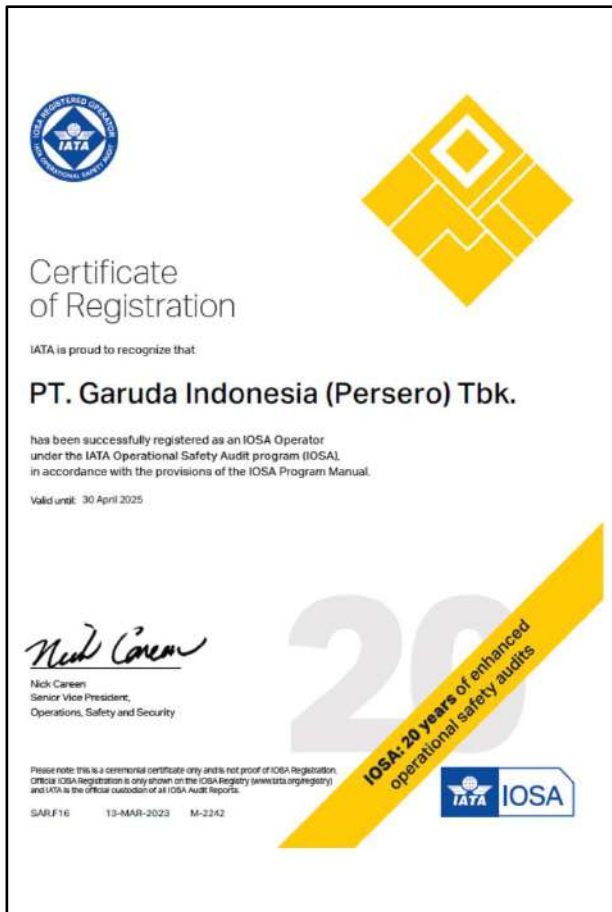 IOSA REGISTERED OPERATOR
IATA
IATA OPERATIONAL SAFETY AUDIT
Certificate
of Registration
IATA is proud to recognize that
PT. Garuda Indonesia (Persero) Tbk.
has been successfully registered as an IOSA Operator
under the IATA Operational Safety Audit program (IOSA),
in accordance with the provisions of the IOSA Program Manual.
Valid until: 30 April 2025
20
IOSA: 20 years of enhanced
operational safety audits
Nick Careen
Nick Careen
Senior Vice President,
Operations, Safety and Security
Please note: this is a ceremonial certificate only and is not proof of IOSA Registration.
Official IOSA Registration is only shown on the IOSA Registry (www.iata.org/registry)
and IATA is the official custodian of all IOSA Audit Reports.
SAR.F16 13-MAR-2023 M-2242
IATA IOSA